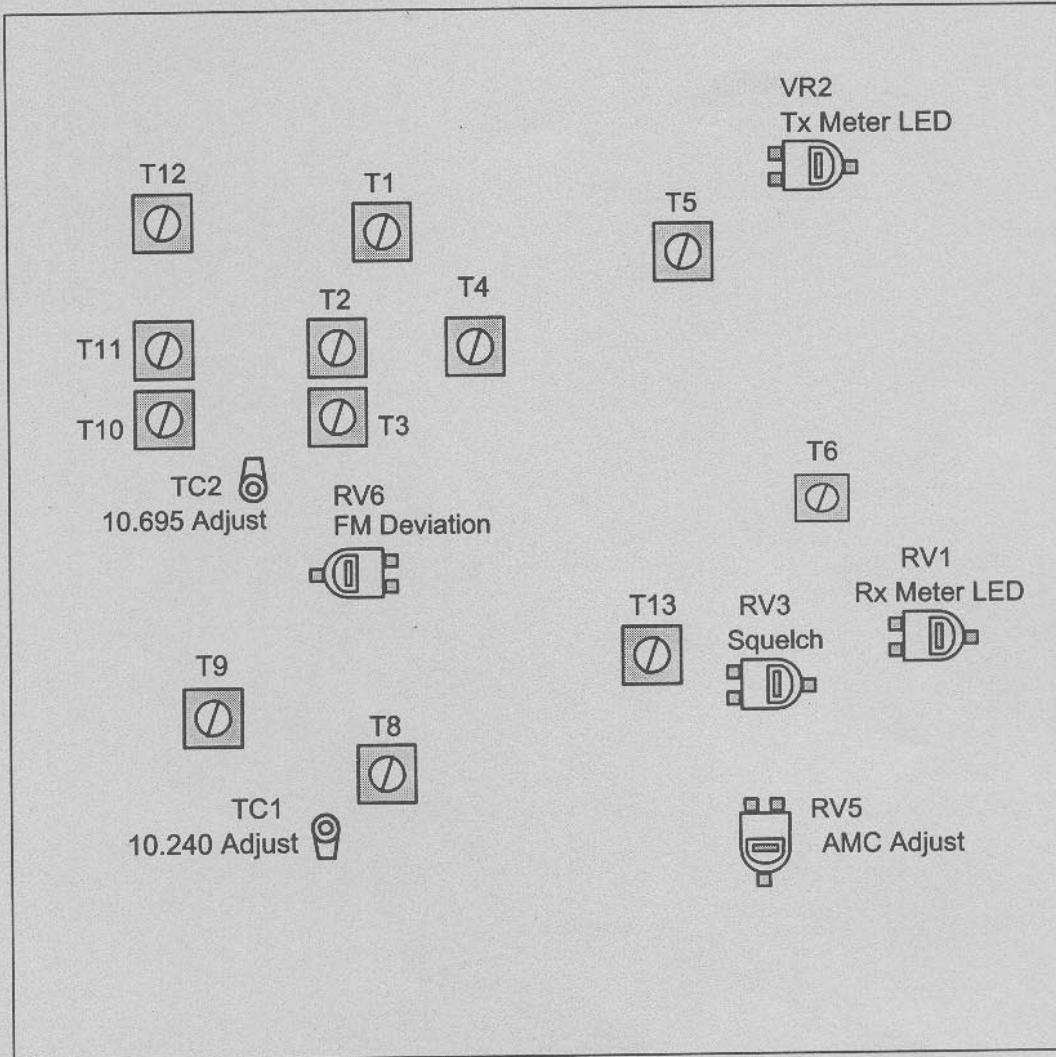 VR2
Tx Meter LED
T12
T1
T5
T2
T4
T11
T10
T3
TC2
10.695 Adjust
RV6
FM Deviation
T6
RV1
Rx Meter LED
T13
RV3
Squelch
T9
T8
TC1
10.240 Adjust
RV5
AMC Adjust